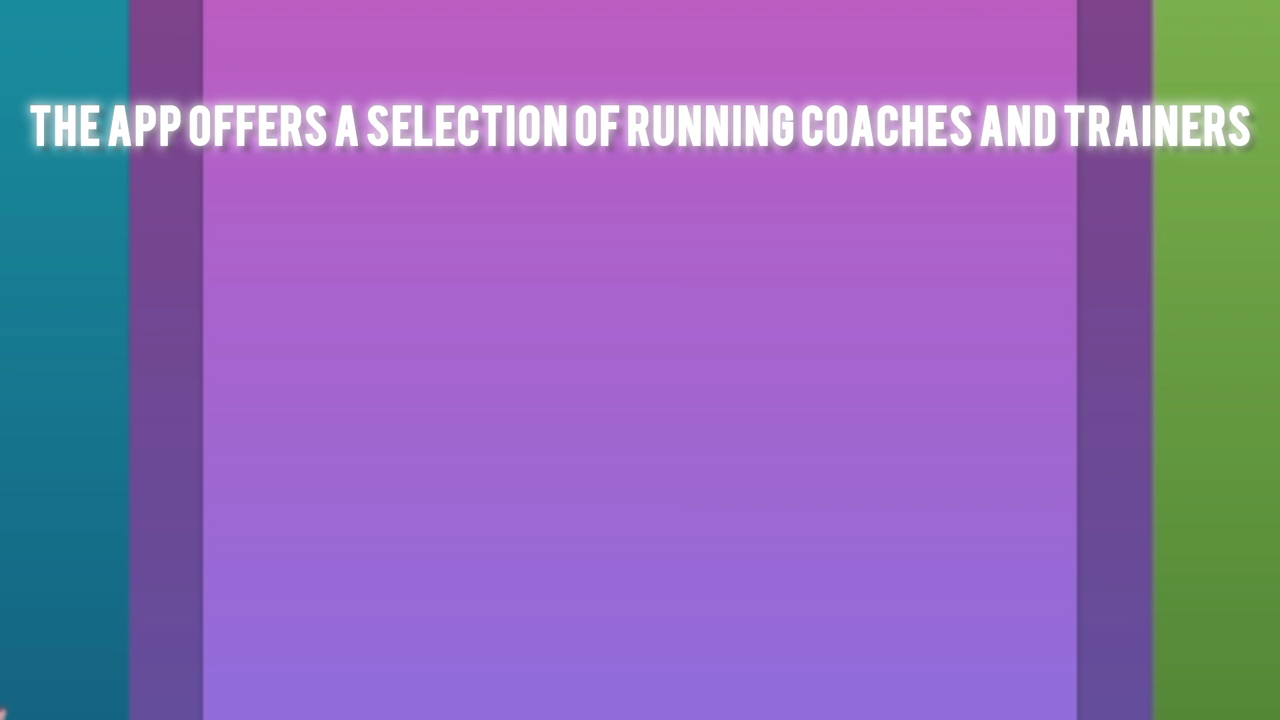 THE APP OFFERS A SELECTION OF RUNNING COACHES AND TRAINERS